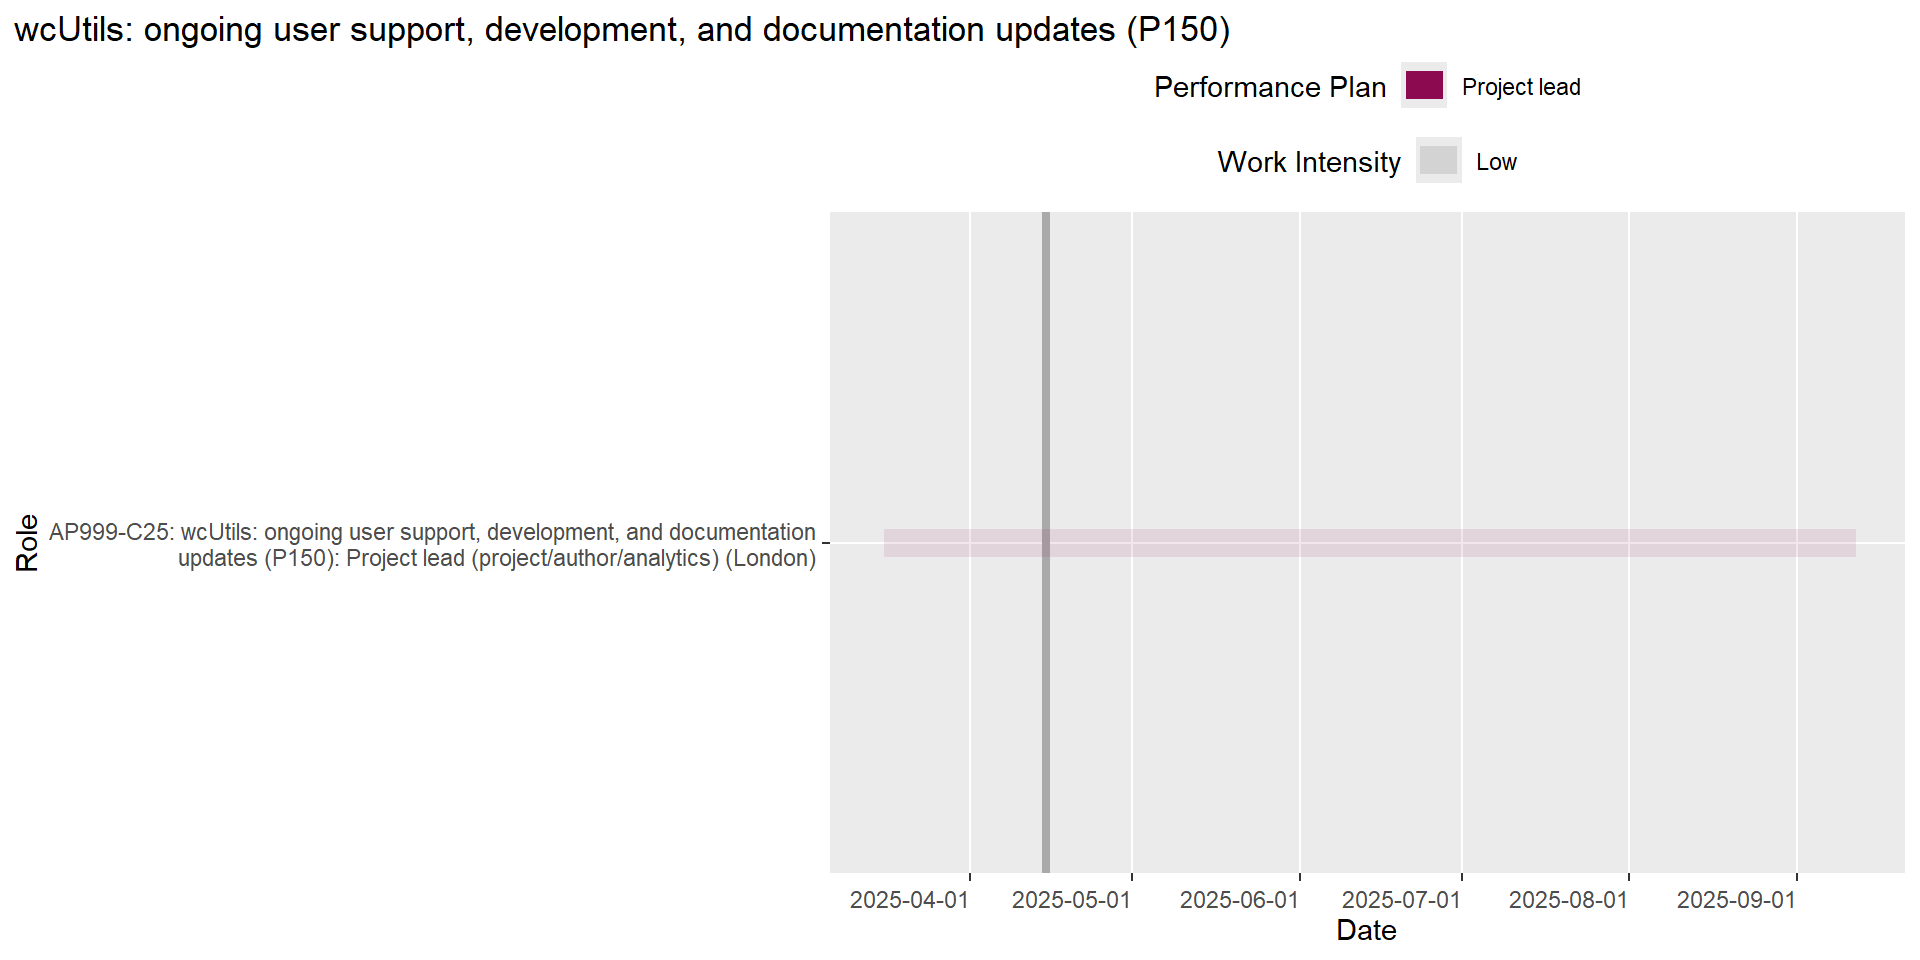 wcUtils: ongoing user support, development, and documentation updates (P150)
Performance Plan Project lead
Work Intensity Low
Role
AP999-C25: wcUtils: ongoing user support, development, and documentation
updates (P150): Project lead (project/author/analytics) (London)
2025-04-01 2025-05-01 2025-06-01 2025-07-01 2025-08-01 2025-09-01
Date